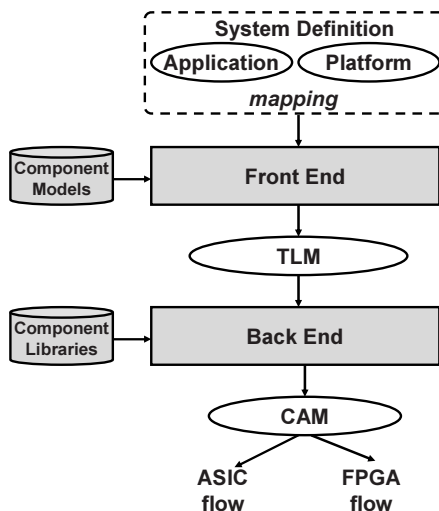 System Definition
Application Platform
mapping
Component
Models
Front End
TLM
Component
Libraries
Back End
CAM
ASIC
flow
FPGA
flow